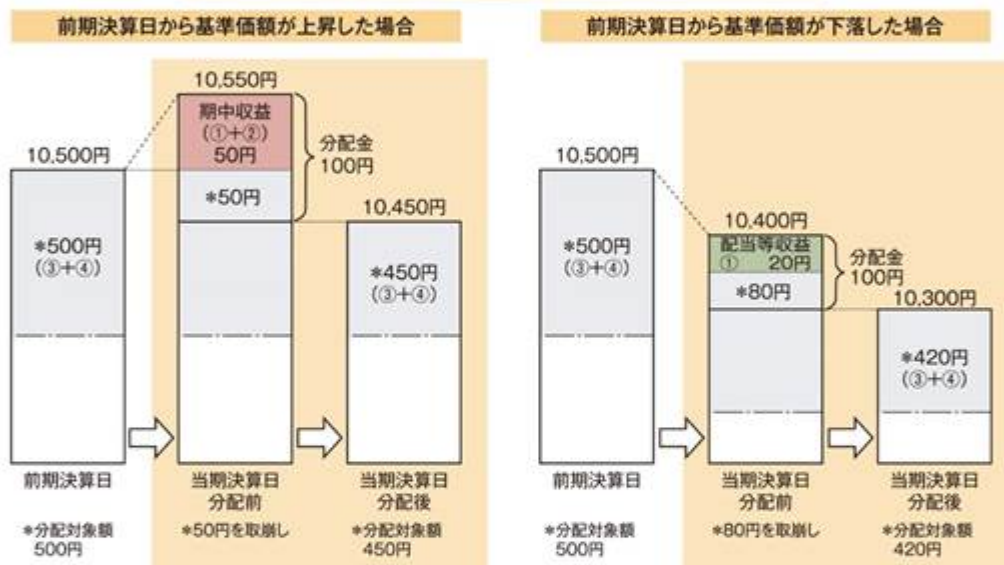 前期決算日から基準価額が上昇した場合
10,550円
期中収益
(①+②)
50円
分配金
100円
10,500円
*50円
10,450円
*500円
(③+④)
*450円
(③+④)
前期決算日
当期決算日
分配前
当期決算日
分配後
*分配対象額
500円
*50円を取崩し
*分配対象額
450円
前期決算日から基準価額が下落した場合
10,500円
10,400円
配当等収益
① 20円
分配金
100円
*500円
(③+④)
*80円
10,300円
*420円
(③+④)
前期決算日
当期決算日
分配前
当期決算日
分配後
*分配対象額
500円
*80円を取崩し
*分配対象額
420円